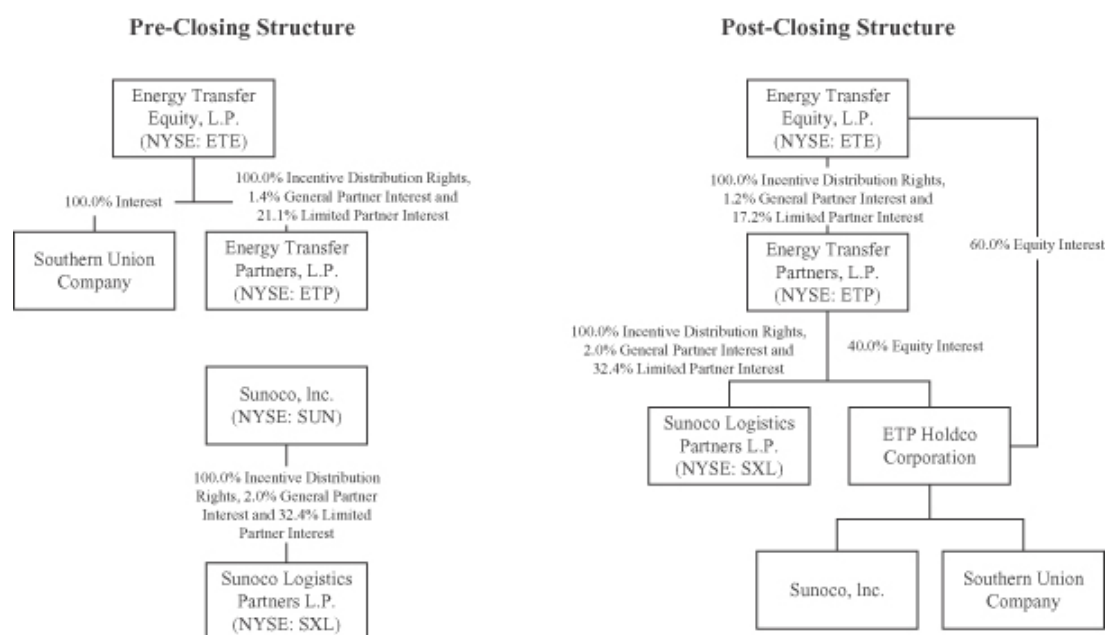 Pre-Closing Structure
Energy Transfer
Equity, L.P.
(NYSE: ETE)
100.0% Interest
100.0% Incentive Distribution Rights,
1.4% General Partner Interest and
21.1% Limited Partner Interest
Southern Union
Company
Energy Transfer
Partners, L.P.
(NYSE: ETP)
Sunoco, Inc.
(NYSE: SUN)
100.0% Incentive Distribution
Rights, 2.0% General Partner
Interest and 32.4% Limited
Partner Interest
Sunoco Logistics
Partners L.P.
(NYSE: SXL)
Post-Closing Structure
Energy Transfer
Equity, L.P.
(NYSE: ETE)
100.0% Incentive Distribution Rights,
1.2% General Partner Interest and
17.2% Limited Partner Interest
60.0% Equity Interest
Energy Transfer
Partners, L.P.
(NYSE: ETP)
100.0% Incentive Distribution Rights,
2.0% General Partner Interest and
32.4% Limited Partner Interest
40.0% Equity Interest
Sunoco Logistics
Partners L.P.
(NYSE: SXL)
ETP Holdco
Corporation
Sunoco, Inc.
Southern Union
Company